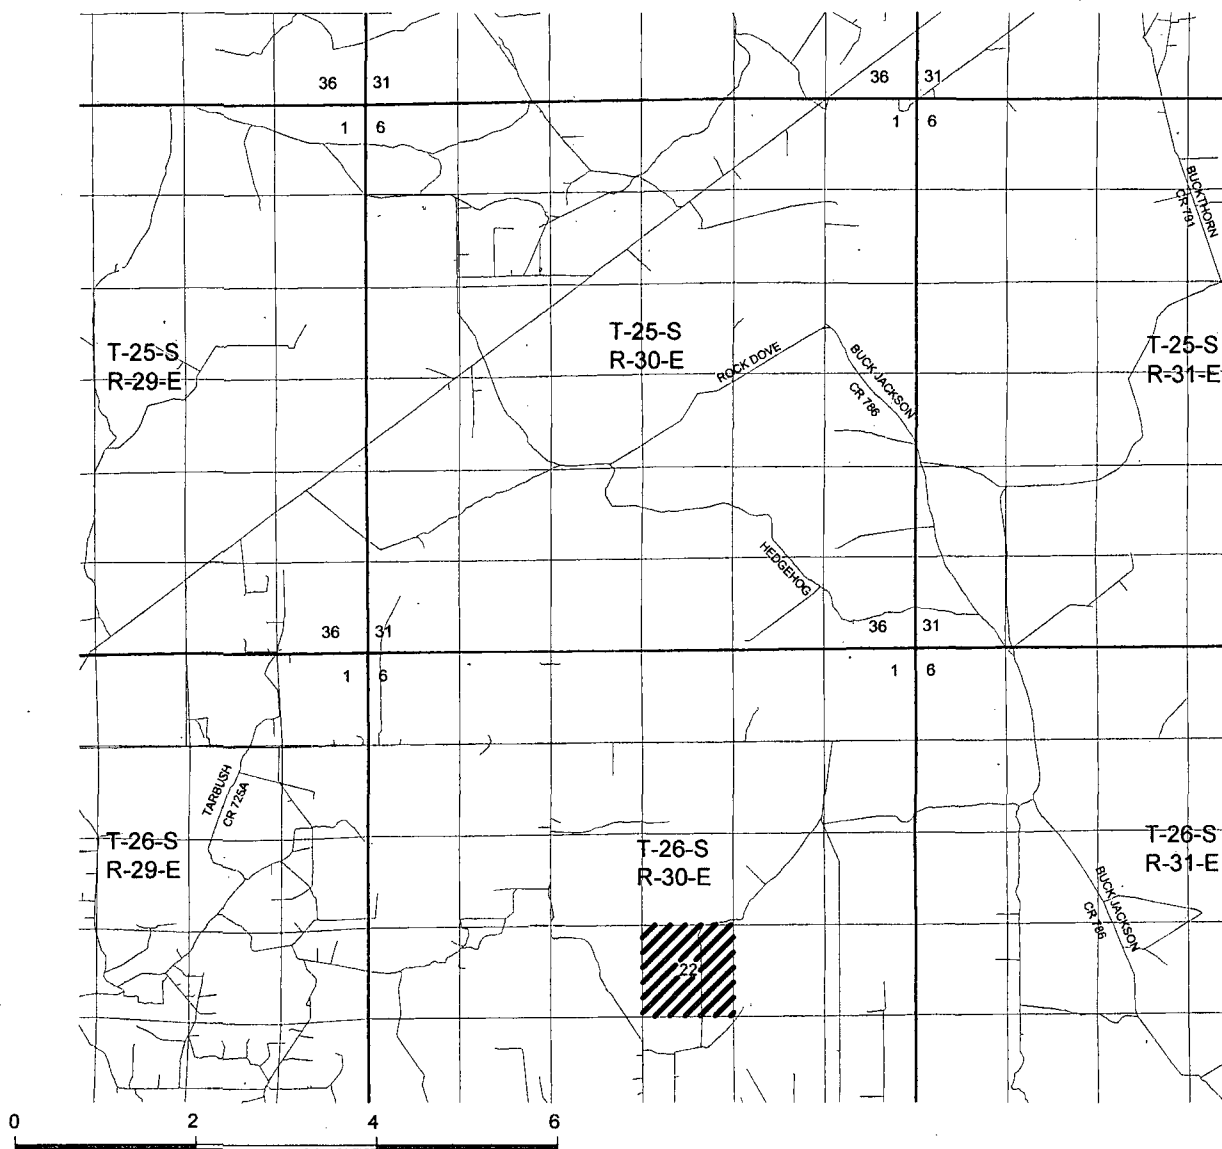 36 31
36 31
1 6
1 6
BUCKTHORN
CR 791
T-25-S
R-29-E
T-25-S
R-30-E
T-25-S
R-31-E
ROCK DOVE
BUCK JACKSON
CR 786
HEDGEHOG
36 31
36 31
1 6
1 6
TARBUSH
CR 725A
T-26-S
R-29-E
T-26-S
R-30-E
T-26-S
R-31-E
BUCK JACKSON
CR 786
22
0 2 4 6